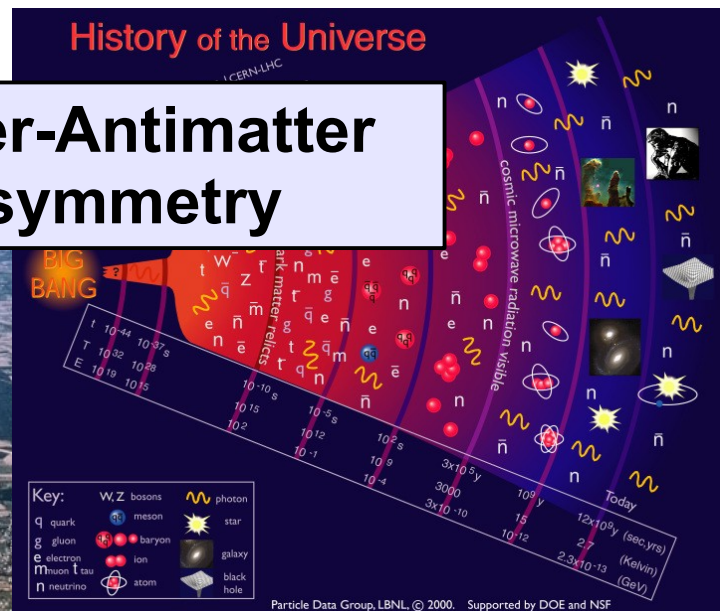 History of the Universe
CERN-LHC
er-Antimatter
symmetry
BIG
BANG
?
dark matter relicts
cosmic microwave radiation visible
t 10-44 10-37 s 10-10 s 10-5 s 102 s 3x105 y 109 y 12x109 y (sec,yrs)
T 1032 1028 1015 1012 109 3000 15 2.7 (Kelvin)
E 1019 1015 102 10-1 10-4 3x10-10 10-12 2.3x10-13 (GeV)
Today
Key:
W, Z bosons
photon
q quark
meson
star
g gluon
baryon
e electron
ion
galaxy
m muon t tau
n neutrino
atom
black
hole
Particle Data Group, LBNL, © 2000. Supported by DOE and NSF